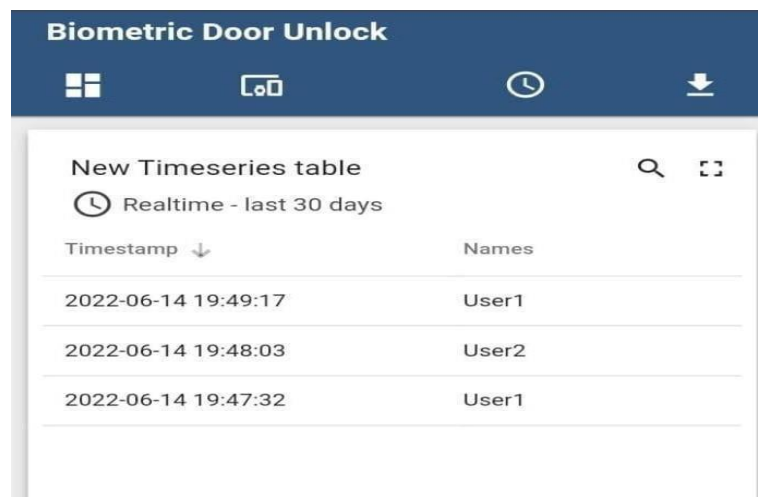 Biometric Door Unlock
New Timeseries table
Realtime - last 30 days
Timestamp Names
2022-06-14 19:49:17 User1
2022-06-14 19:48:03 User2
2022-06-14 19:47:32 User1